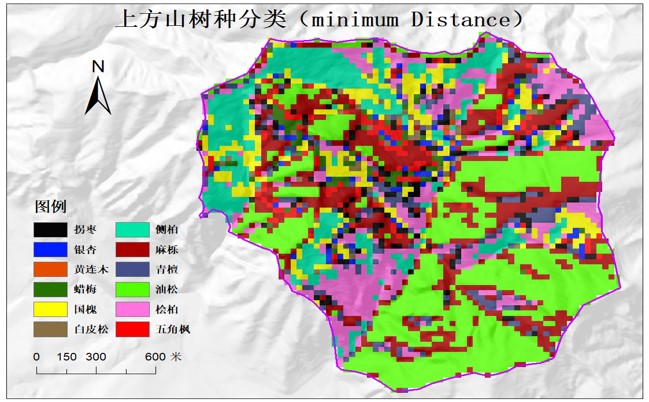 上方山树种分类（minimum Distance）
N
图例
拐枣 侧柏
银杏 麻栎
黄连木 青檀
蜡梅 油松
国槐 桧柏
白皮松 五角枫
0 150 300 600 米